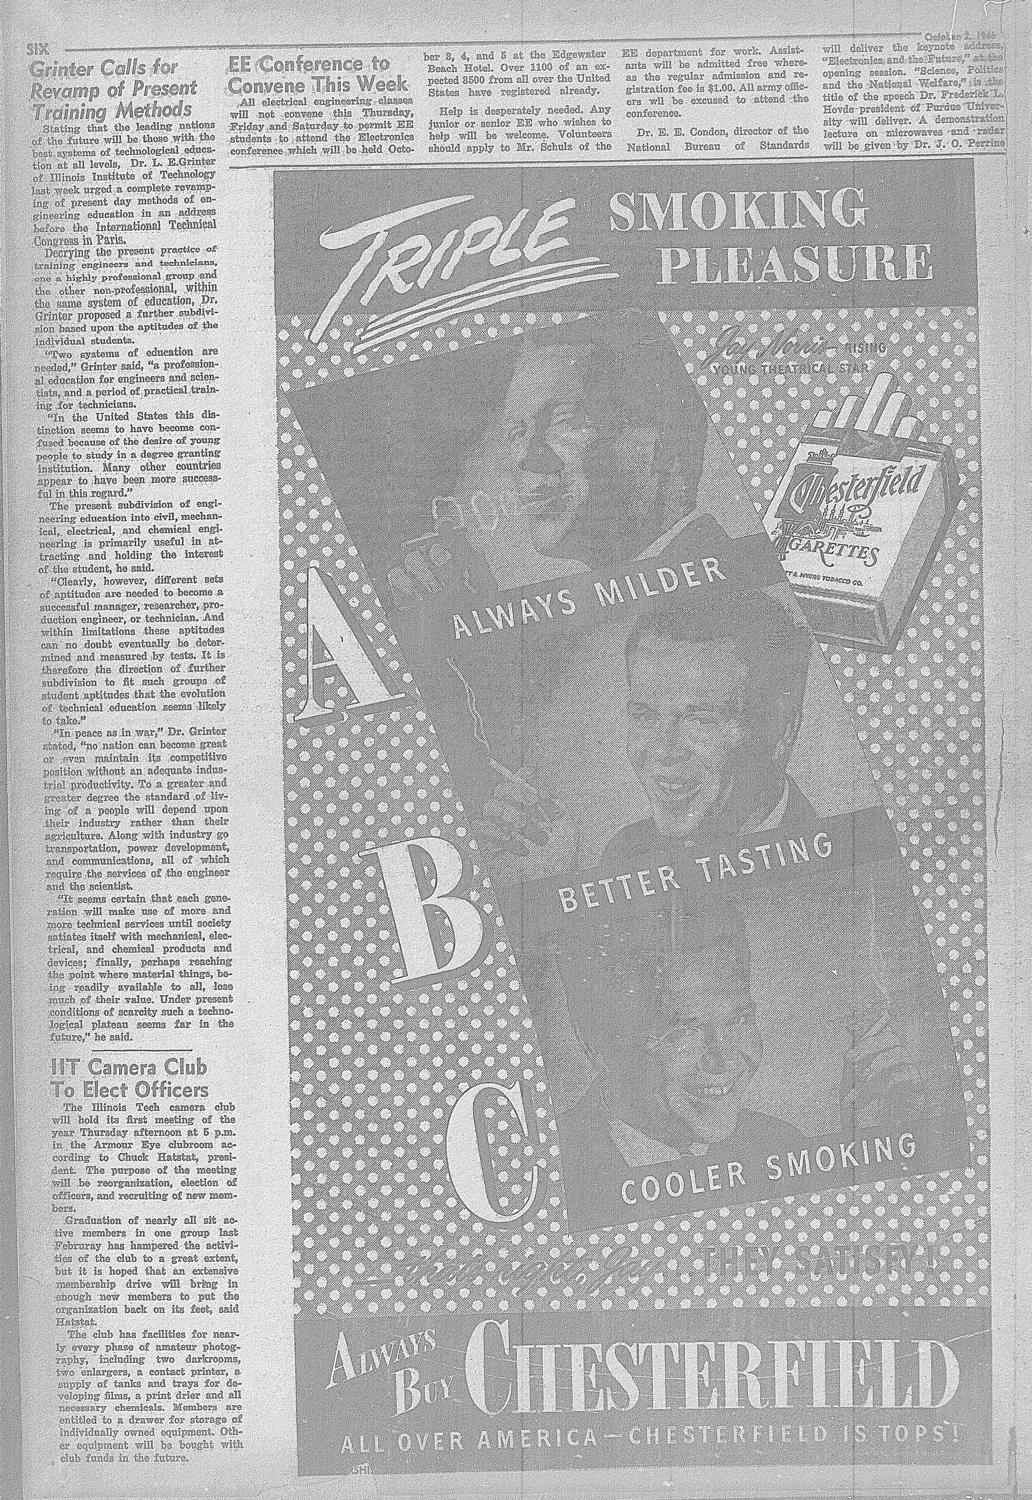 SIX
October 2, 1946
Grinter Calls for
Revamp of Present
Training Methods
Stating that the leading nations
of the future will be those with the
best systems of technological educa-
tion at all levels, Dr. L. E.Grinter
of Illinois Institute of Technology
last week urged a complete revamp-
ing of present day methods of en-
gineering education in an address
before the International Technical
Congress in Paris.
Decrying the present practice of
training engineers and technicians,
one a highly professional group and
the other non-professional, within
the same system of education, Dr.
Grinter proposed a further subdivi-
sion based upon the aptitudes of the
individual students.
"Two systems of education are
needed," Grinter said, "a profession-
al education for engineers and scien-
tists, and a period of practical train-
ing for technicians.
"In the United States this dis-
tinction seems to have become con-
fused because of the desire of young
people to study in a degree granting
institution. Many other countries
appear to have been more success-
ful in this regard."
The present subdivision of engi-
neering education into civil, mechan-
ical, electrical, and chemical engi-
neering is primarily useful in at-
tracting and holding the interest
of the student, he said.
"Clearly, however, different sets
of aptitudes are needed to become a
successful manager, researcher, pro-
duction engineer, or technician. And
within limitations these aptitudes
can no doubt eventually be deter-
mined and measured by tests. It is
therefore the direction of further
subdivision to fit such groups of
student aptitudes that the evolution
of technical education seems likely
to take."
"In peace as in war," Dr. Grinter
stated, "no nation can become great
or even maintain its competitive
position without an adequate indus-
trial productivity. To a greater and
greater degree the standard of liv-
ing of a people will depend upon
their industry rather than their
agriculture. Along with industry go
transportation, power development,
and communications, all of which
require the services of the engineer
and the scientist.
"It seems certain that each gene-
ration will make use of more and
more technical services until society
satiates itself with mechanical, elec-
trical, and chemical products and
devices; finally, perhaps reaching
the point where material things, be-
ing readily available to all, lose
much of their value. Under present
conditions of scarcity such a techno-
logical plateau seems far in the
future," he said.
IIT Camera Club
To Elect Officers
The Illinois Tech camera club
will hold its first meeting of the
year Thursday afternoon at 5 p.m.
in the Armour Eye clubroom ac-
cording to Chuck Hatstat, presi-
dent. The purpose of the meeting
will be reorganization, election of
officers, and recruiting of new mem-
bers.
Graduation of nearly all sit ac-
tive members in one group last
Februray has hampered the activi-
ties of the club to a great extent,
but it is hoped that an extensive
membership drive will bring in
enough new members to put the
organization back on its feet, said
Hatstat.
The club has facilities for near-
ly every phase of amateur photog-
raphy, including two darkrooms,
two enlargers, a contact printer, a
supply of tanks and trays for de-
veloping films, a print drier and all
necessary chemicals. Members are
entitled to a drawer for storage of
individually owned equipment. Oth-
er equipment will be bought with
club funds in the future.
EE Conference to
Convene This Week
All electrical engineering classes
will not convene this Thursday,
Friday and Saturday to permit EE
students to attend the Electronics
conference which will be held Octo-
ber 3, 4, and 5 at the Edgewater
Beach Hotel. Over 1100 of an ex-
pected 3500 from all over the United
States have registered already.
Help is desperately needed. Any
junior or senior EE who wishes to
help will be welcome. Volunteers
should apply to Mr. Schulz of the
EE department for work. Assist-
ants will be admitted free where-
as the regular admission and re-
gistration fee is $1.00. All army offic-
ers wil be excused to attend the
conference.
Dr. E. E. Condon, director of the
National Bureau of Standards
will deliver the keynote address,
"Electronics and the Future," at the
opening session. "Science, Politics
and the National Welfare," is the
title of the speech Dr. Frederick L.
Hovde president of Purdue Univer-
sity will deliver. A demonstration
lecture on microwaves and radar
will be given by Dr. J. O. Perrine
TRIPLE SMOKING
PLEASURE
Jay Norris RISING
YOUNG THEATRICAL STAR
Chesterfield
CIGARETTES
MYERS TOBACCO CO.
A
ALWAYS MILDER
B
BETTER TASTING
C
COOLER SMOKING
THEY SATISFY
ALWAYS
BUY CHESTERFIELD
ALL OVER AMERICA—CHESTERFIELD IS TOPS!